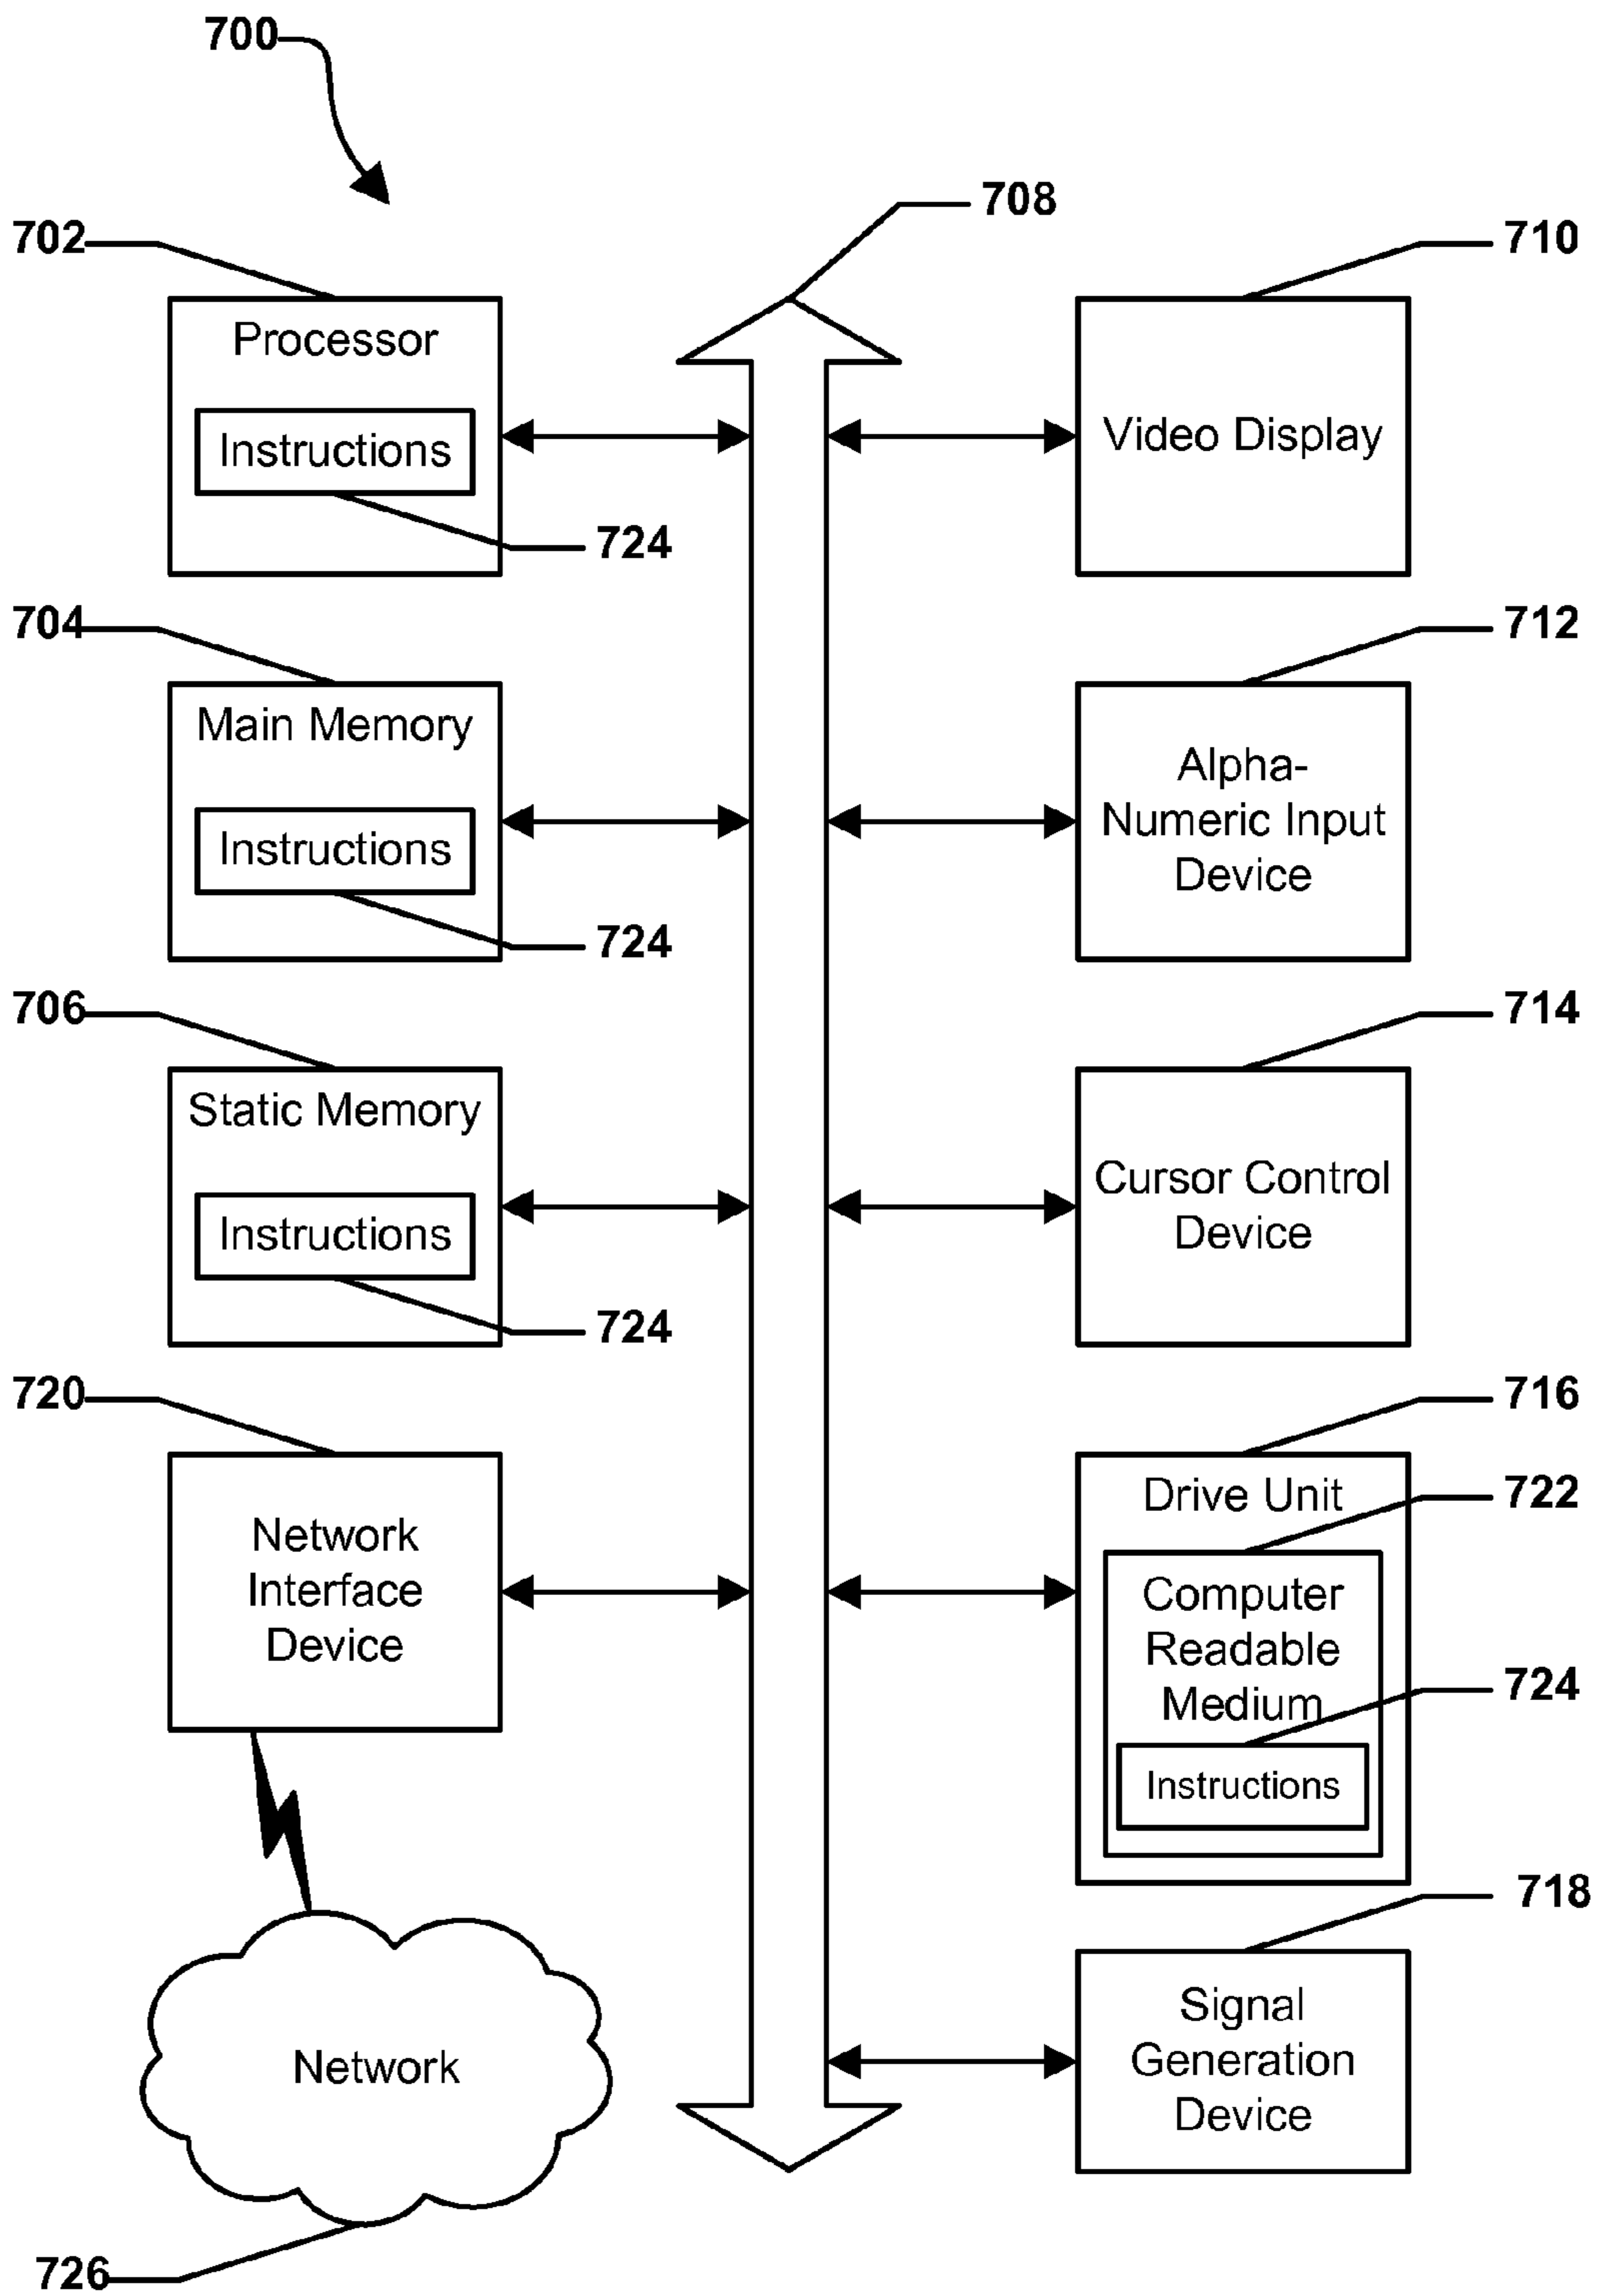 700
708
702
710
Processor
Instructions
724
Video Display
704
712
Main Memory
Instructions
724
Alpha-
Numeric Input
Device
706
714
Static Memory
Instructions
724
Cursor Control
Device
720
716
Network
Interface
Device
Drive Unit
722
Computer
Readable
Medium
724
Instructions
718
Signal
Generation
Device
Network
726